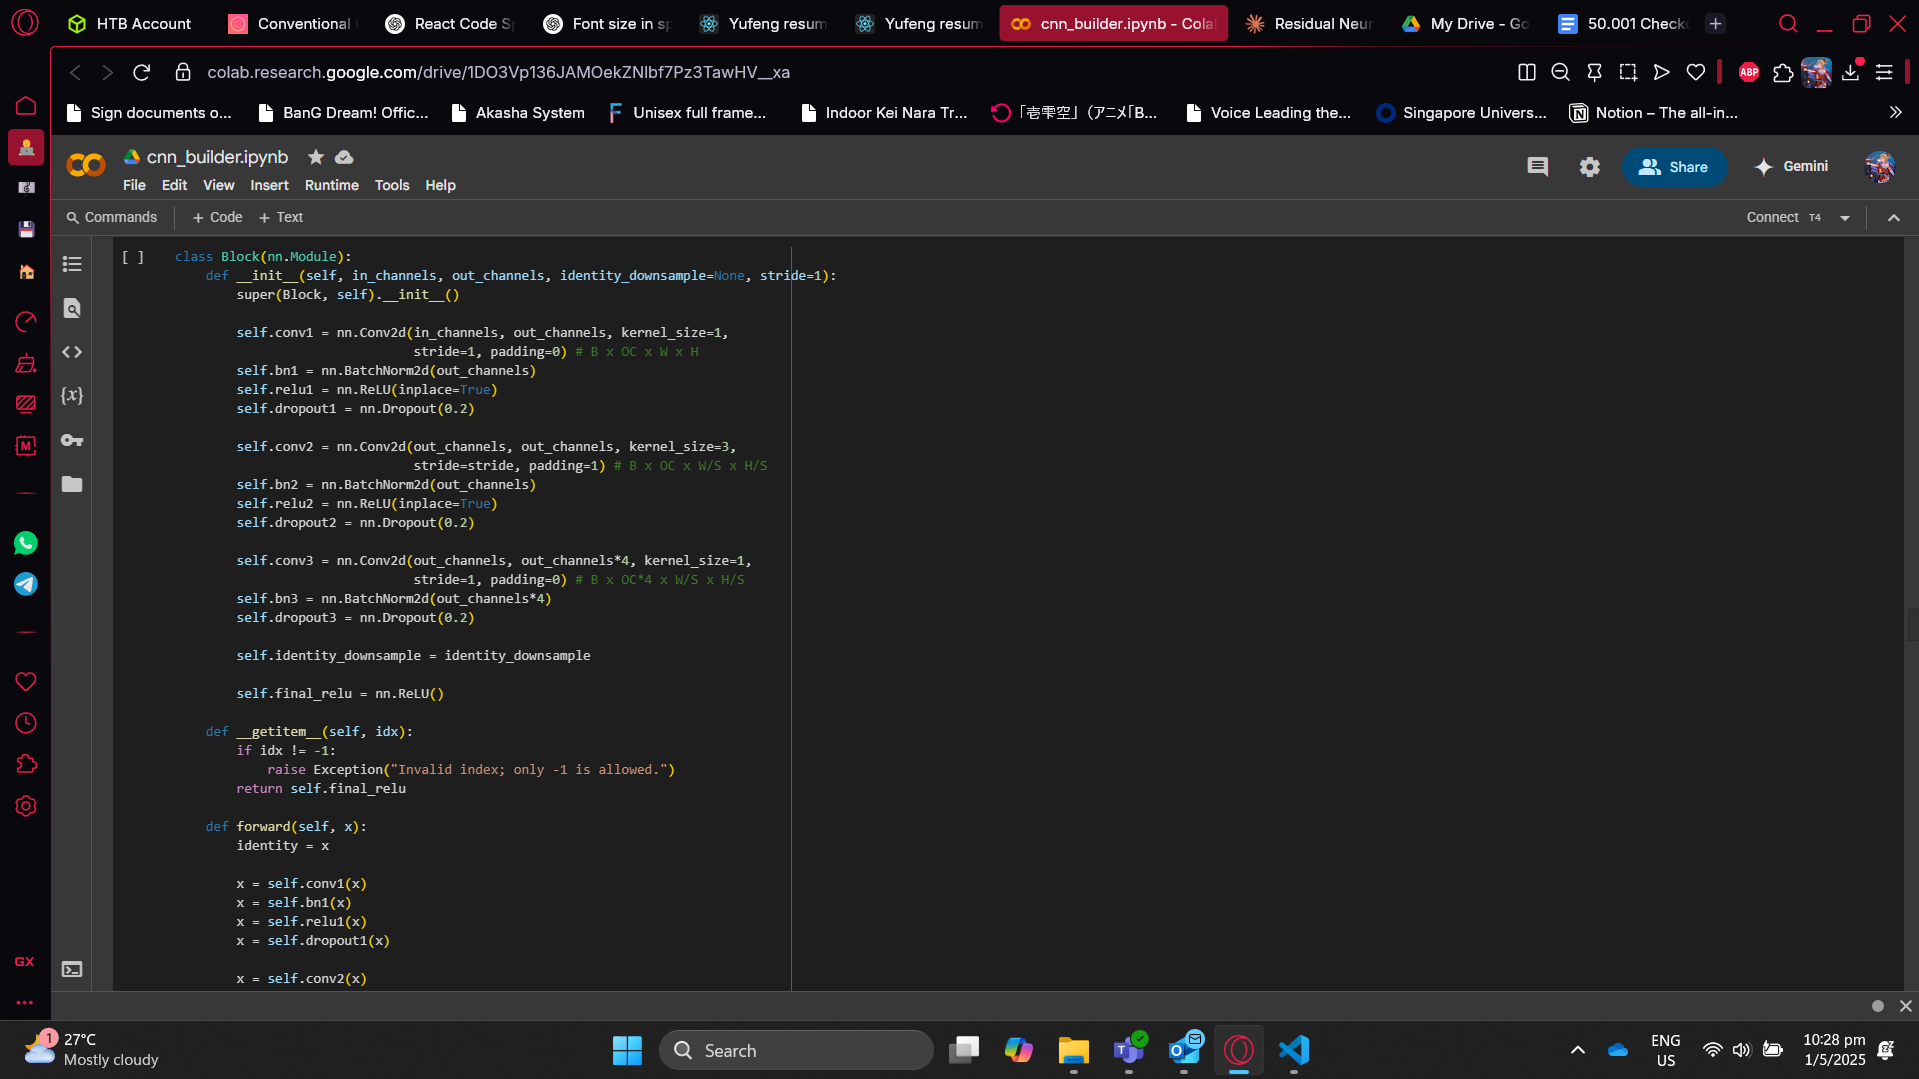 HTB Account
Conventional
React Code S
Font size in s
Yufeng resum
Yufeng resum
cnn_builder.ipynb - Cola
Residual Neur
My Drive - Go
50.001 Check
colab.research.google.com/drive/1DO3Vp136JAMOekZNIbf7Pz3TawHV__xa
ABP
Sign documents o...
BanG Dream! Offic...
Akasha System
Unisex full frame...
Indoor Kei Nara Tr...
「壱雫空」（アニメ「B...
Voice Leading the...
Singapore Univers...
Notion – The all-in...
cnn_builder.ipynb
File Edit View Insert Runtime Tools Help
Share
Gemini
Commands
+ Code
+ Text
Connect T4
[ ]
class Block(nn.Module):
    def __init__(self, in_channels, out_channels, identity_downsample=None, stride=1):
        super(Block, self).__init__()
        self.conv1 = nn.Conv2d(in_channels, out_channels, kernel_size=1,
                               stride=1, padding=0) # B x OC x W x H
        self.bn1 = nn.BatchNorm2d(out_channels)
        self.relu1 = nn.ReLU(inplace=True)
        self.dropout1 = nn.Dropout(0.2)
        self.conv2 = nn.Conv2d(out_channels, out_channels, kernel_size=3,
                               stride=stride, padding=1) # B x OC x W/S x H/S
        self.bn2 = nn.BatchNorm2d(out_channels)
        self.relu2 = nn.ReLU(inplace=True)
        self.dropout2 = nn.Dropout(0.2)
        self.conv3 = nn.Conv2d(out_channels, out_channels*4, kernel_size=1,
                               stride=1, padding=0) # B x OC*4 x W/S x H/S
        self.bn3 = nn.BatchNorm2d(out_channels*4)
        self.dropout3 = nn.Dropout(0.2)
        self.identity_downsample = identity_downsample
        self.final_relu = nn.ReLU()
    def __getitem__(self, idx):
        if idx != -1:
            raise Exception("Invalid index; only -1 is allowed.")
        return self.final_relu
    def forward(self, x):
        identity = x
        x = self.conv1(x)
        x = self.bn1(x)
        x = self.relu1(x)
        x = self.dropout1(x)
        x = self.conv2(x)
{x}
M
GX
1
27°C
Mostly cloudy
Search
ENG
US
10:28 pm
1/5/2025